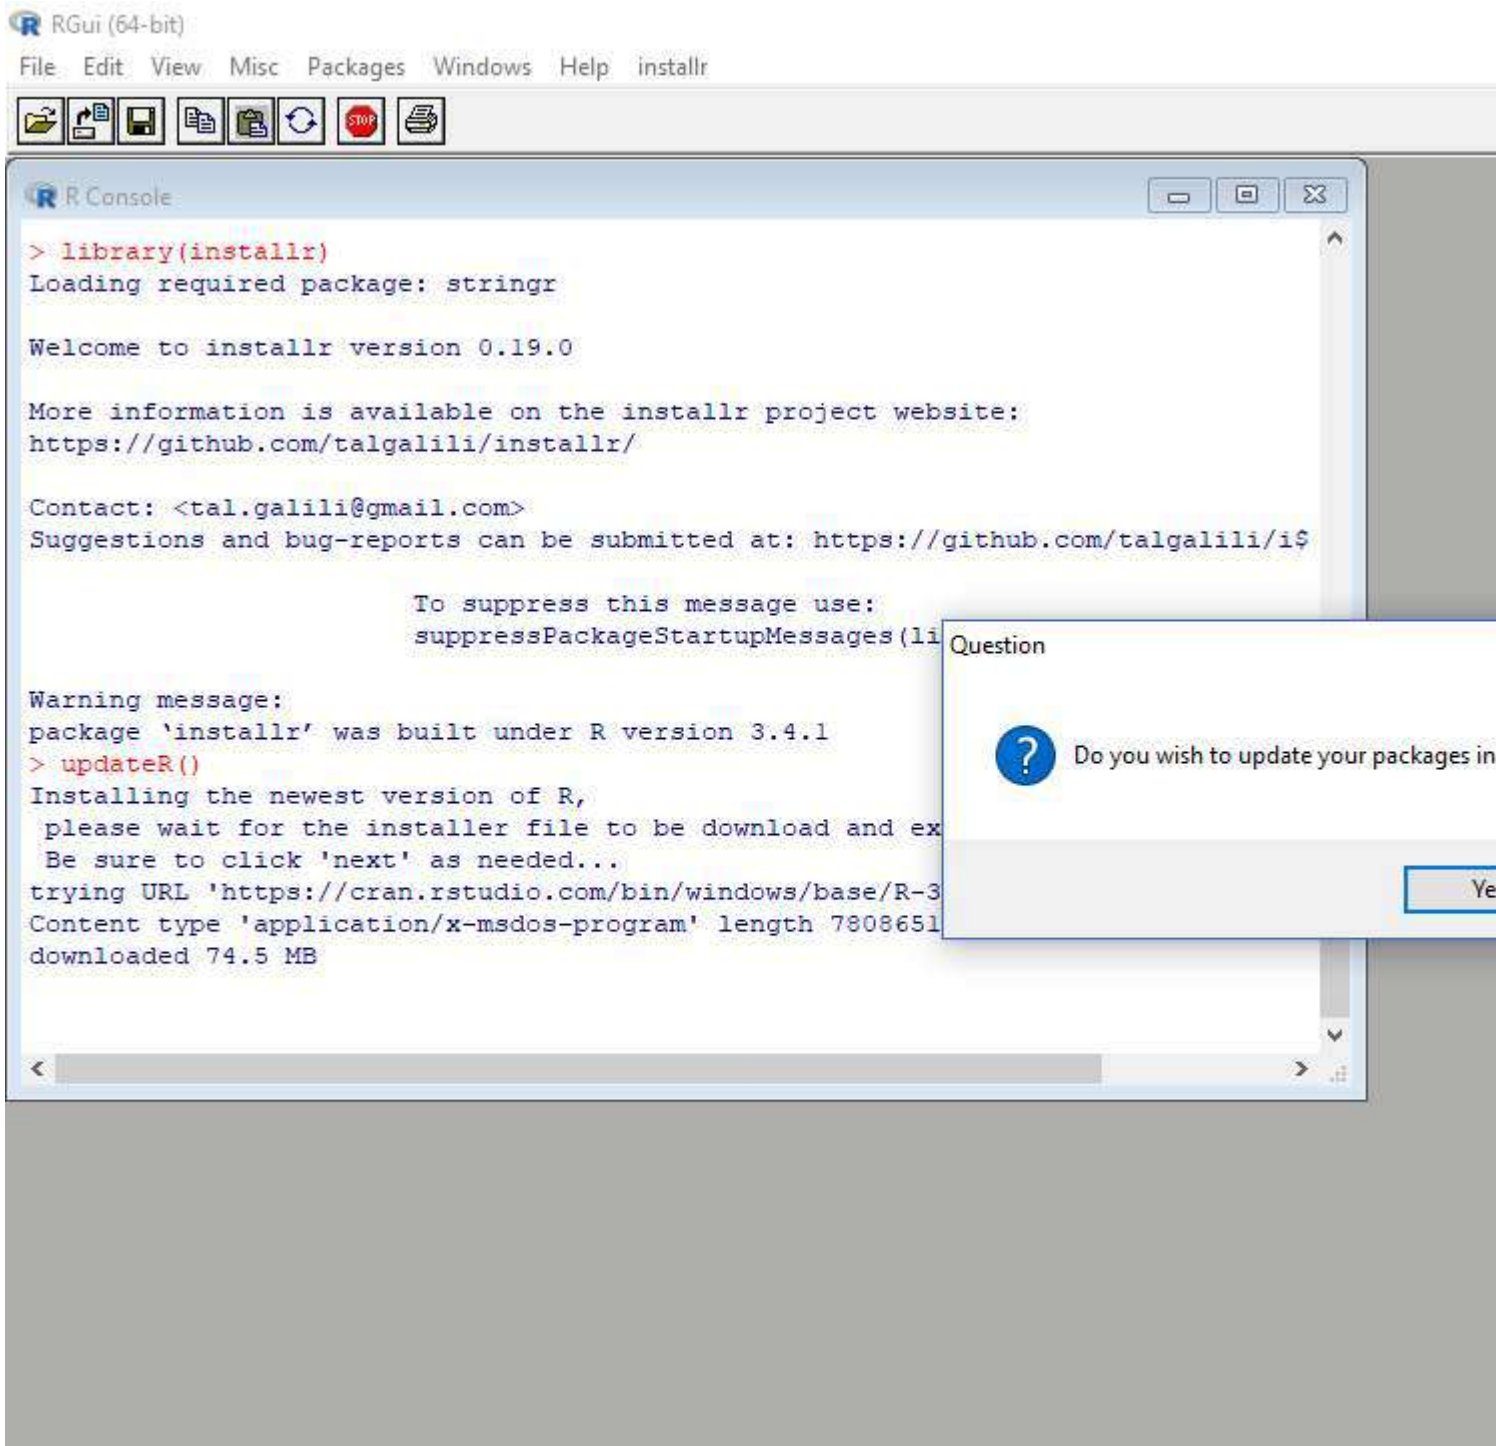 RGui (64-bit)
File Edit View Misc Packages Windows Help installr
STOP
R Console
> library(installr)
Loading required package: stringr
Welcome to installr version 0.19.0
More information is available on the installr project website:
https://github.com/talgalili/installr/
Contact: <tal.galili@gmail.com>
Suggestions and bug-reports can be submitted at: https://github.com/talgalili/i$
To suppress this message use:
suppressPackageStartupMessages(li
Warning message:
package ‘installr’ was built under R version 3.4.1
> updateR()
Installing the newest version of R,
please wait for the installer file to be download and ex
Be sure to click 'next' as needed...
trying URL 'https://cran.rstudio.com/bin/windows/base/R-3
Content type 'application/x-msdos-program' length 7808651
downloaded 74.5 MB
Question
Do you wish to update your packages in
Ye